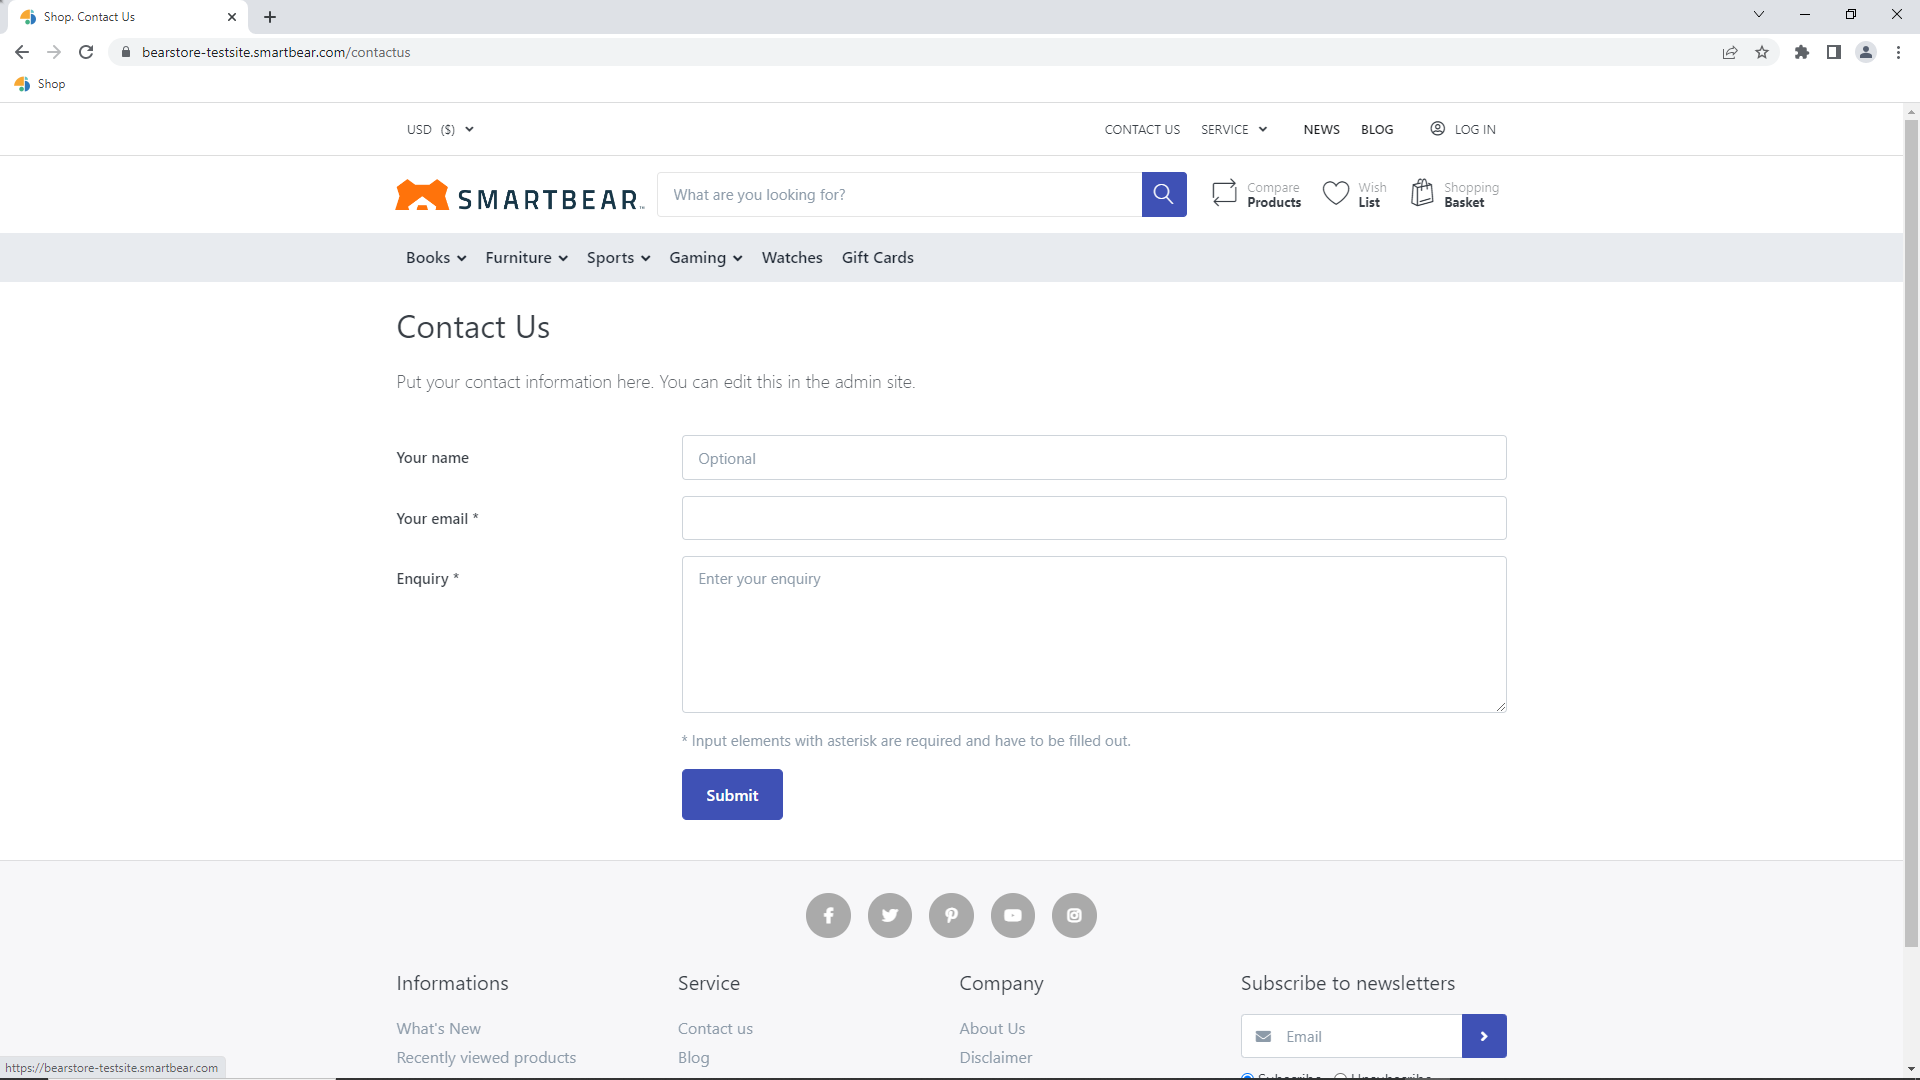 Shop. Contact Us
bearstore-testsite.smartbear.com/contactus
Shop
USD ($)
CONTACT US SERVICE NEWS BLOG LOG IN
SMARTBEAR™
What are you looking for?
Compare Products
Wish List
Shopping Basket
Books Furniture Sports Gaming Watches Gift Cards
Contact Us
Put your contact information here. You can edit this in the admin site.
Your name
Optional
Your email *
Enquiry *
Enter your enquiry
* Input elements with asterisk are required and have to be filled out.
Submit
Informations Service Company Subscribe to newsletters
What's New Contact us About Us Email
Recently viewed products Blog Disclaimer
https://bearstore-testsite.smartbear.com
Subscribe Unsubscribe